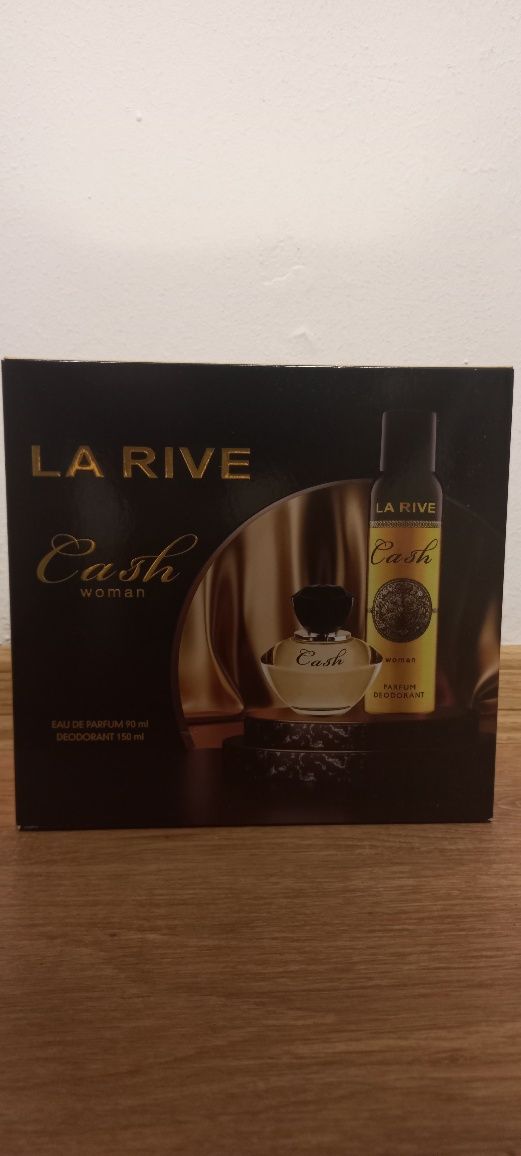 LA RIVE
Cash
woman
EAU DE PARFUM 90 ml
DEODORANT 150 ml
Cash
LA RIVE
Cash
woman
PARFUM
DEODORANT